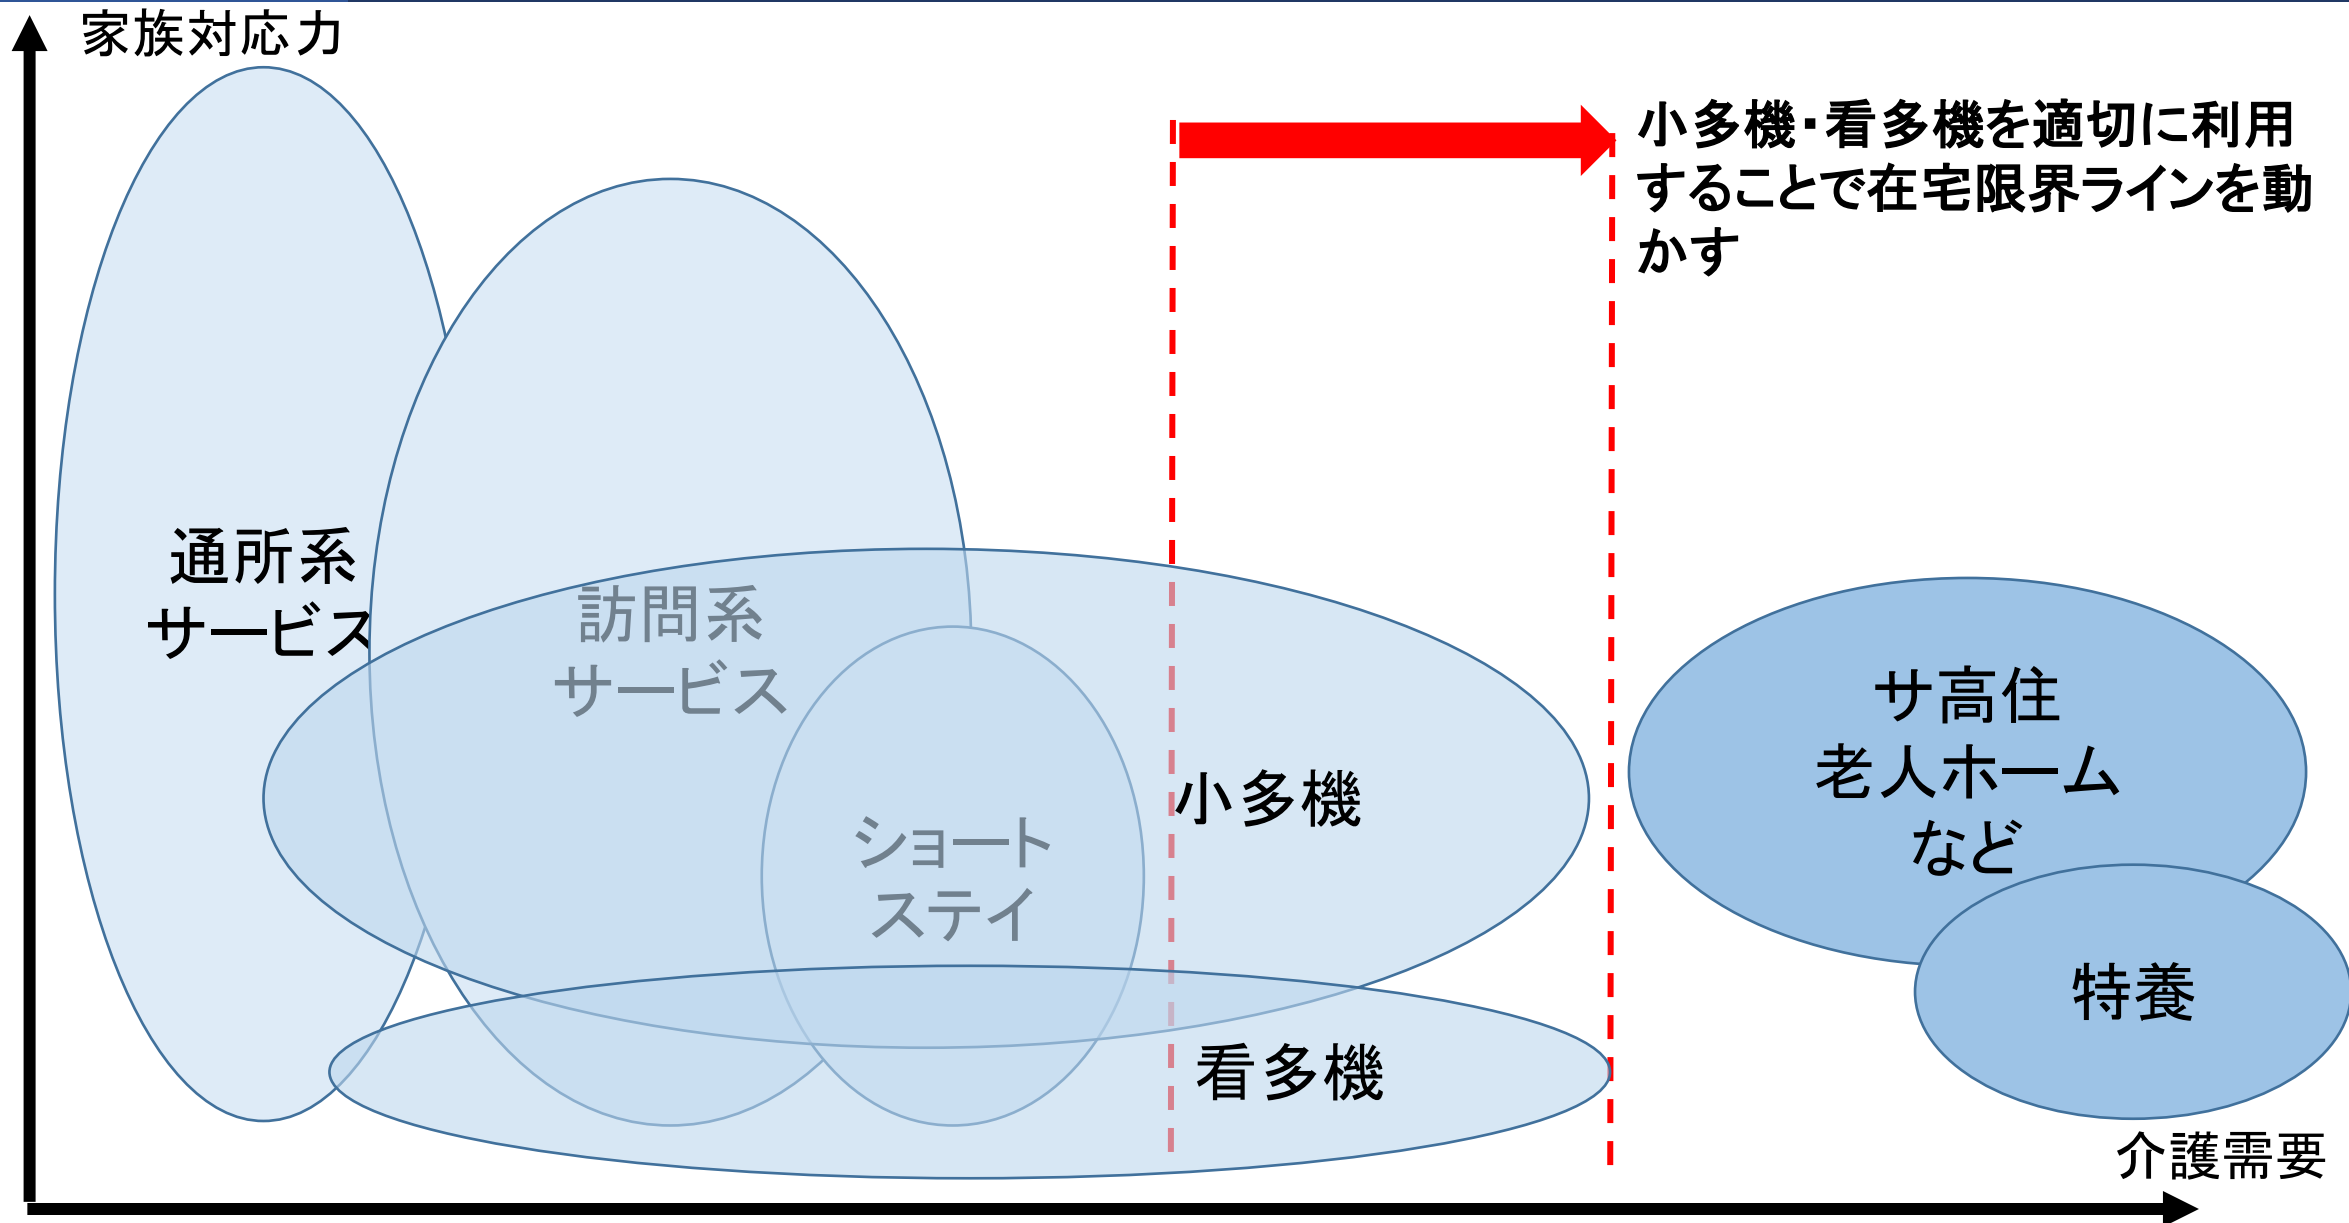 家族対応力
小多機・看多機を適切に利用
することで在宅限界ラインを動
かす
通所系
サービス
訪問系
サービス
ショート
ステイ
小多機
看多機
サ高住
老人ホーム
など
特養
介護需要